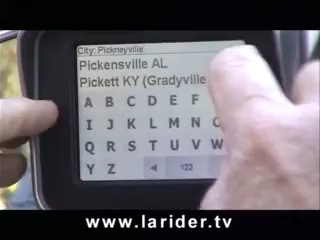 City: Pickneyville
Pickensville AL
Pickett KY (Gradyville
A B C D E F
I J K L M N
Q R S T U V W
Y Z ◄ 123
www.larider.tv